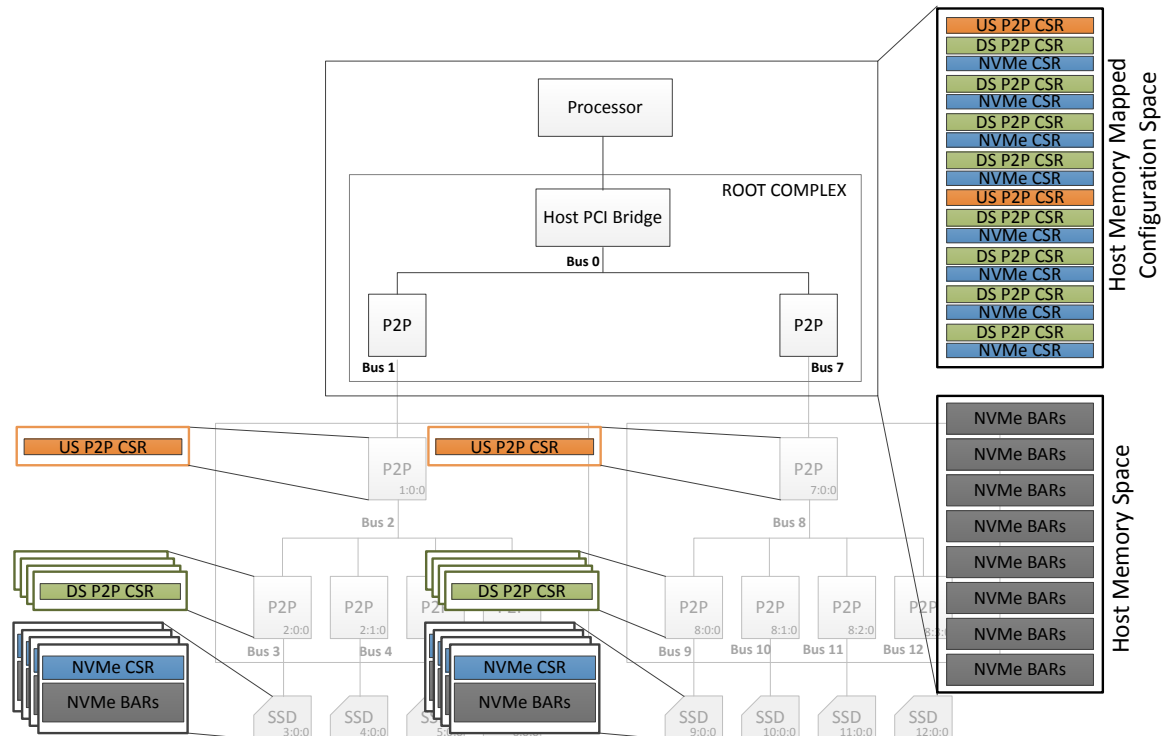 Processor
ROOT COMPLEX
Host PCI Bridge
Bus 0
P2P
P2P
Bus 1
Bus 7
US P2P CSR
DS P2P CSR
NVMe CSR
DS P2P CSR
NVMe CSR
DS P2P CSR
NVMe CSR
DS P2P CSR
NVMe CSR
US P2P CSR
DS P2P CSR
NVMe CSR
DS P2P CSR
NVMe CSR
DS P2P CSR
NVMe CSR
DS P2P CSR
NVMe CSR
Host Memory Mapped
Configuration Space
NVMe BARs
NVMe BARs
NVMe BARs
NVMe BARs
NVMe BARs
NVMe BARs
NVMe BARs
NVMe BARs
Host Memory Space
US P2P CSR
P2P
1:0:0
US P2P CSR
P2P
7:0:0
Bus 2
Bus 8
DS P2P CSR
P2P
2:0:0
P2P
2:1:0
P2P
DS P2P CSR
P2P
8:0:0
P2P
8:1:0
P2P
8:2:0
P2P
8:3:0
Bus 3
Bus 4
Bus 9
Bus 10
Bus 11
Bus 12
NVMe CSR
NVMe BARs
SSD
3:0:0
SSD
4:0:0
NVMe CSR
NVMe BARs
SSD
9:0:0
SSD
10:0:0
SSD
11:0:0
SSD
12:0:0